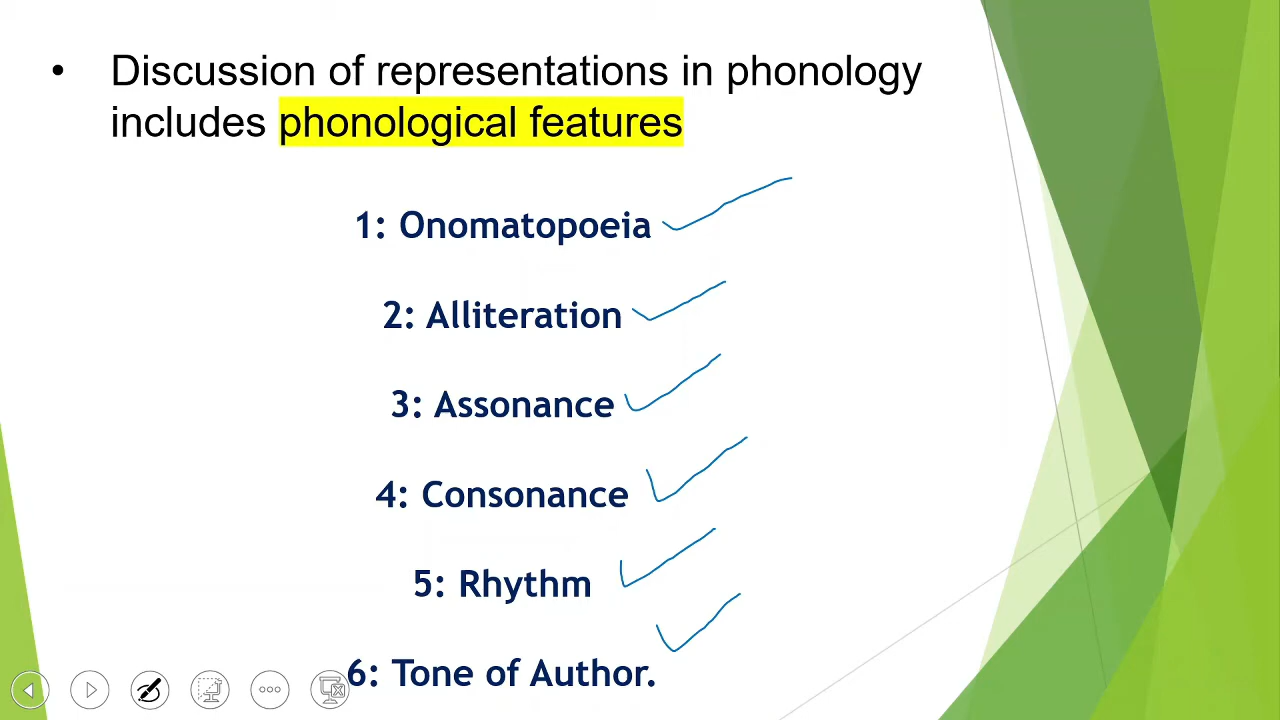 • Discussion of representations in phonology
includes phonological features
1: Onomatopoeia
2: Alliteration
3: Assonance
4: Consonance
5: Rhythm
6: Tone of Author.